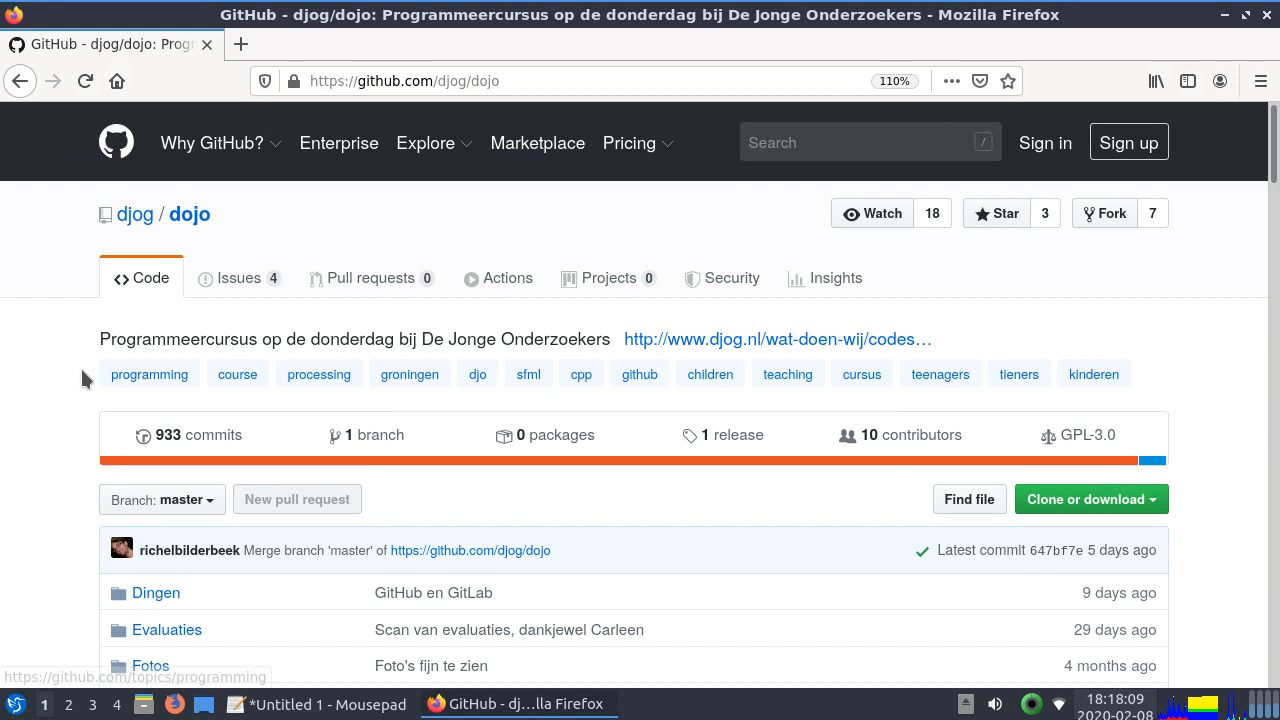 GitHub - djog/dojo: Programmeercursus op de donderdag bij De Jonge Onderzoekers - Mozilla Firefox
GitHub - djog/dojo: Prog
https://github.com/djog/dojo 110%
Why GitHub? Enterprise Explore Marketplace Pricing Search / Sign in Sign up
djog / dojo Watch 18 Star 3 Fork 7
Code Issues 4 Pull requests 0 Actions Projects 0 Security Insights
Programmeercursus op de donderdag bij De Jonge Onderzoekers http://www.djog.nl/wat-doen-wij/codes…
programming course processing groningen djo sfml cpp github children teaching cursus teenagers tieners kinderen
933 commits 1 branch 0 packages 1 release 10 contributors GPL-3.0
Branch: master New pull request Find file Clone or download
richelbilderbeek Merge branch 'master' of https://github.com/djog/dojo Latest commit 647bf7e 5 days ago
Dingen GitHub en GitLab 9 days ago
Evaluaties Scan van evaluaties, dankjewel Carleen 29 days ago
Fotos Foto's fijn te zien 4 months ago
https://github.com/topics/programming
1 2 3 4 *Untitled 1 - Mousepad GitHub - dj...lla Firefox 18:18:09
2020-02-08